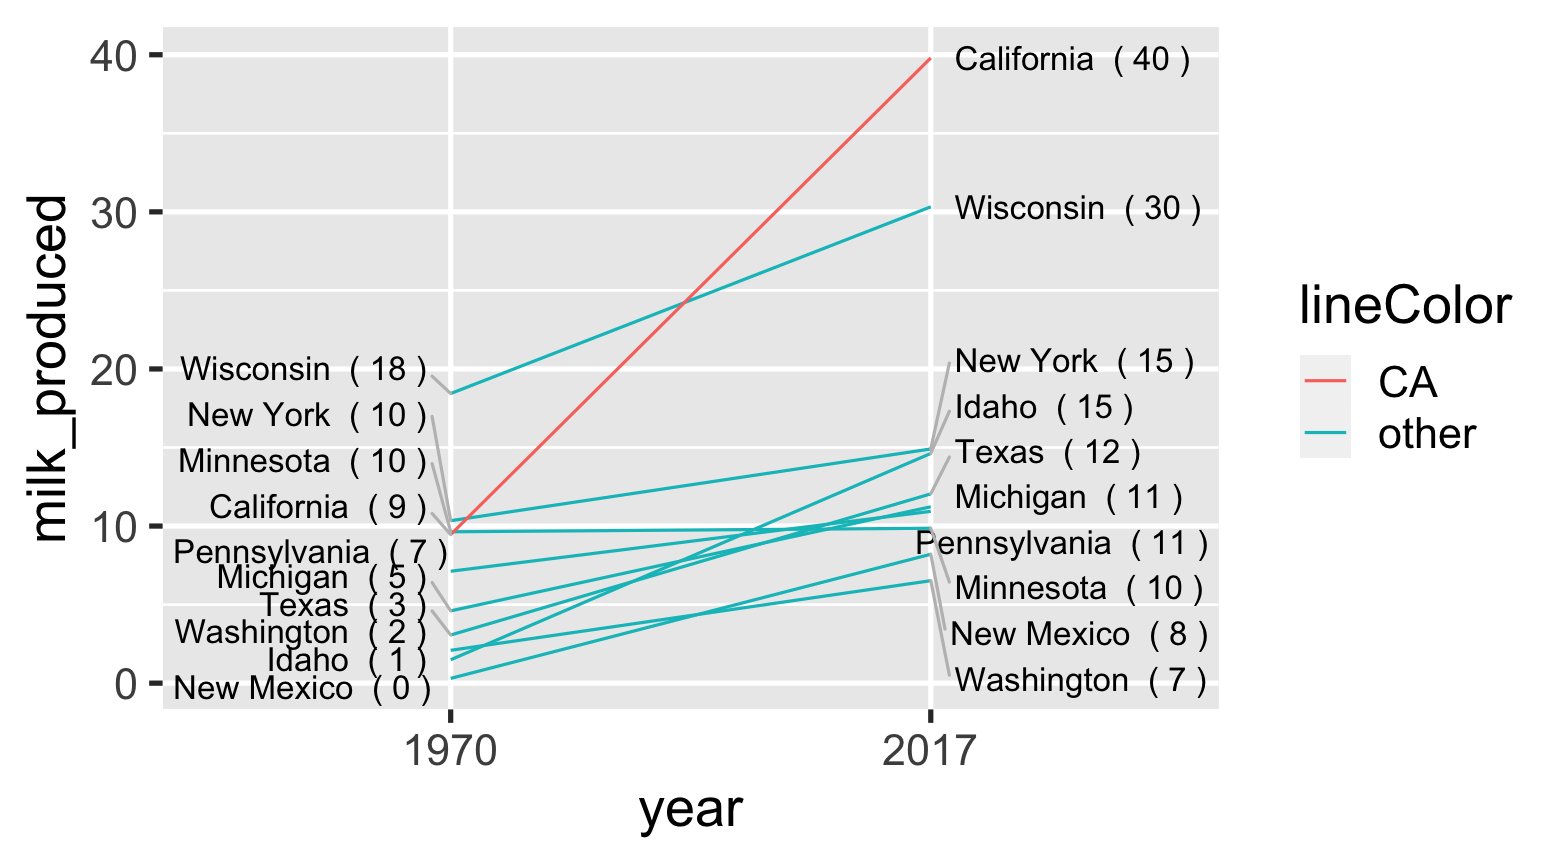 milk_produced
40
30
20
10
0
Wisconsin ( 18 )
New York ( 10 )
Minnesota ( 10 )
California ( 9 )
Pennsylvania ( 7 )
Michigan ( 5 )
Texas ( 3 )
Washington ( 2 )
Idaho ( 1 )
New Mexico ( 0 )
California ( 40 )
Wisconsin ( 30 )
New York ( 15 )
Idaho ( 15 )
Texas ( 12 )
Michigan ( 11 )
Pennsylvania ( 11 )
Minnesota ( 10 )
New Mexico ( 8 )
Washington ( 7 )
1970
2017
year
lineColor
CA
other